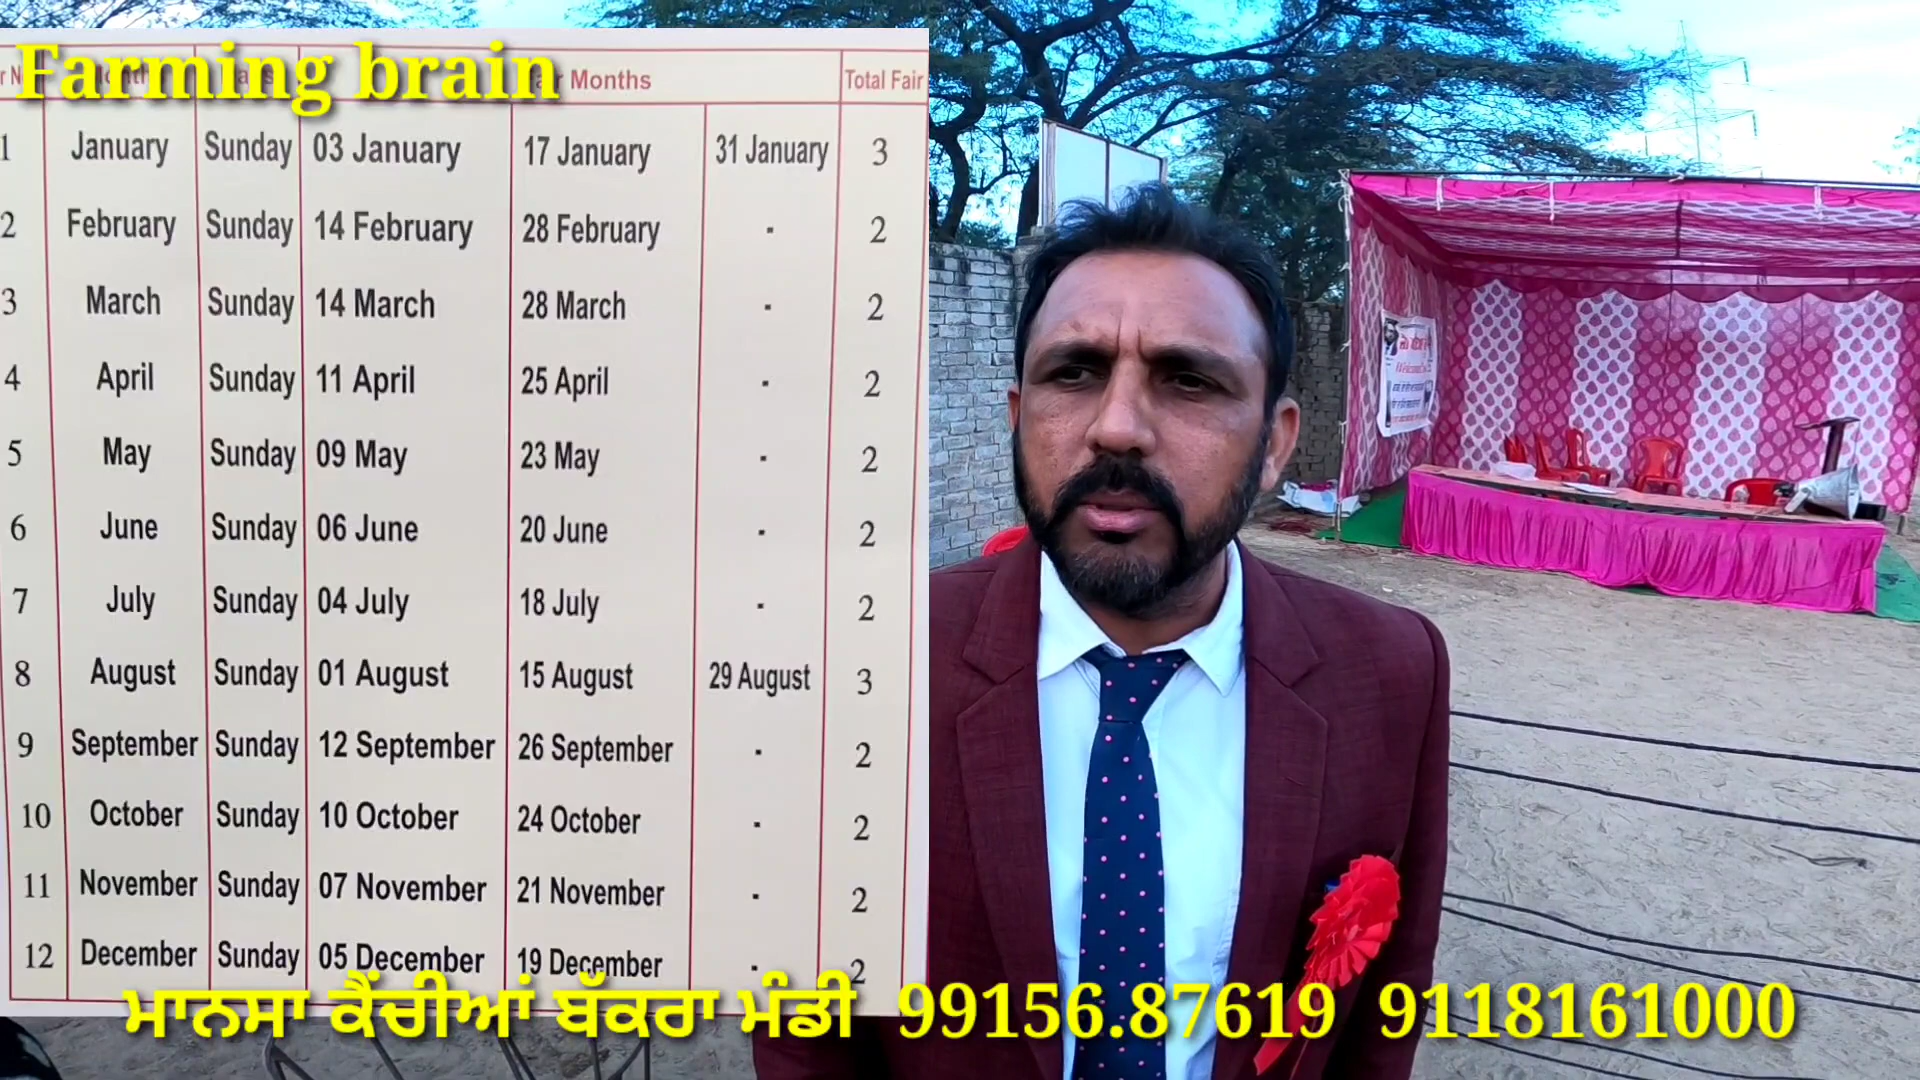 Farming brain
Months
Total Fair
1 January Sunday 03 January 17 January 31 January 3
2 February Sunday 14 February 28 February - 2
3 March Sunday 14 March 28 March - 2
4 April Sunday 11 April 25 April - 2
5 May Sunday 09 May 23 May - 2
6 June Sunday 06 June 20 June - 2
7 July Sunday 04 July 18 July - 2
8 August Sunday 01 August 15 August 29 August 3
9 September Sunday 12 September 26 September - 2
10 October Sunday 10 October 24 October - 2
11 November Sunday 07 November 21 November - 2
12 December Sunday 05 December 19 December - 2
ਮਾਨਸਾ ਕੈਂਚੀਆਂ ਬੱਕਰਾ ਮੰਡੀ 99156.87619 9118161000